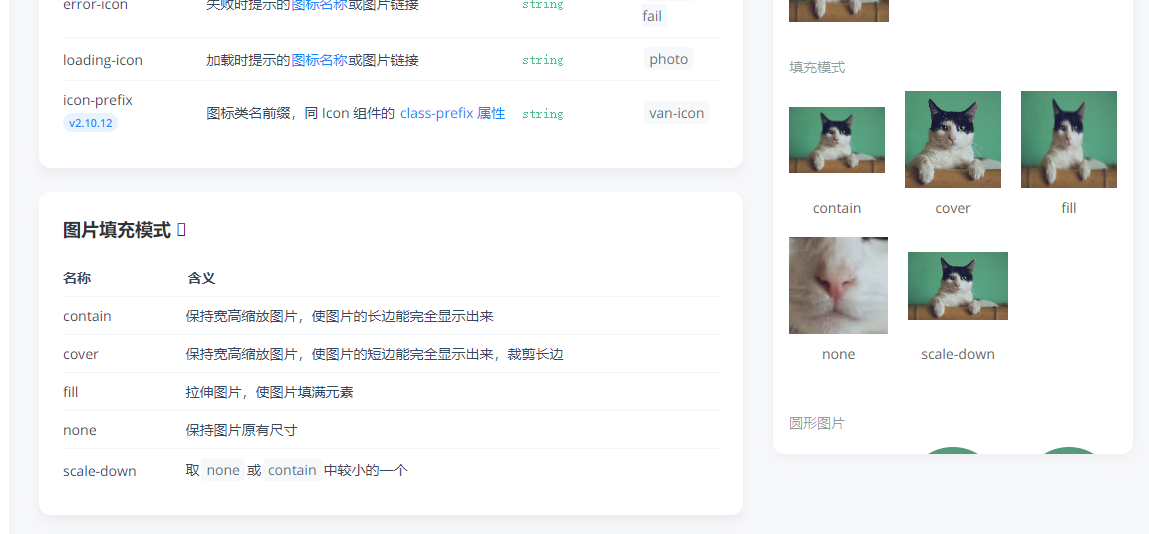 error-icon 失败时提示的图标名称或图片链接 string
fail
loading-icon 加载时提示的图标名称或图片链接 string photo
icon-prefix
v2.10.12
图标类名前缀，同 Icon 组件的 class-prefix 属性 string van-icon
图片填充模式
名称 含义
contain 保持宽高缩放图片，使图片的长边能完全显示出来
cover 保持宽高缩放图片，使图片的短边能完全显示出来，裁剪长边
fill 拉伸图片，使图片填满元素
none 保持图片原有尺寸
scale-down 取 none 或 contain 中较小的一个
填充模式
contain cover fill
none scale-down
圆形图片